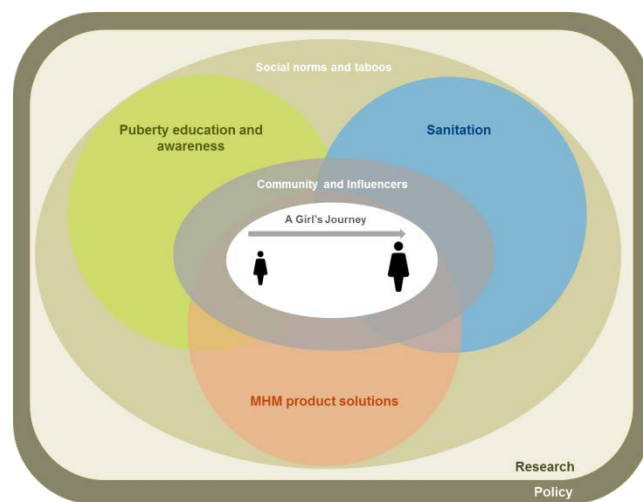 Social norms and taboos
Puberty education and
awareness
Sanitation
Community and Influencers
A Girl's Journey
MHM product solutions
Research
Policy